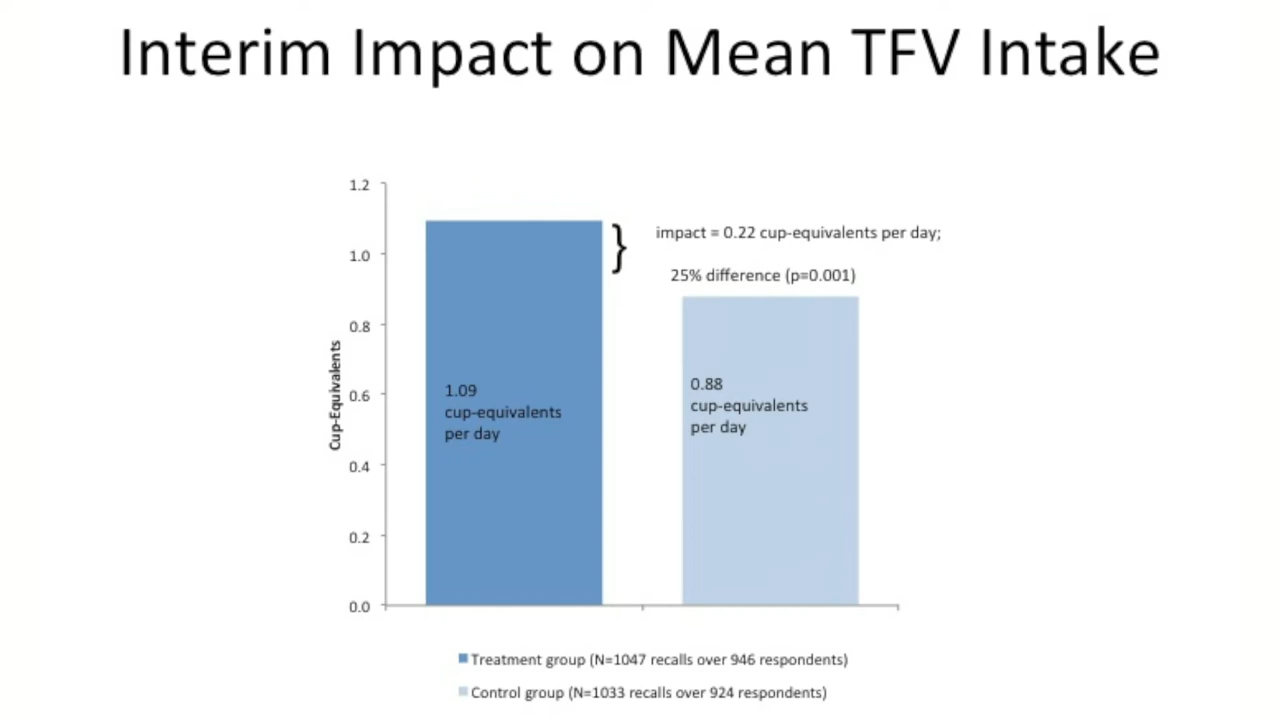 Interim Impact on Mean TFV Intake
1.2
1.0
0.8
0.6
0.4
0.2
0.0
Cup-Equivalents
impact = 0.22 cup-equivalents per day;
25% difference (p=0.001)
}
1.09
cup-equivalents
per day
0.88
cup-equivalents
per day
Treatment group (N=1047 recalls over 946 respondents)
Control group (N=1033 recalls over 924 respondents)